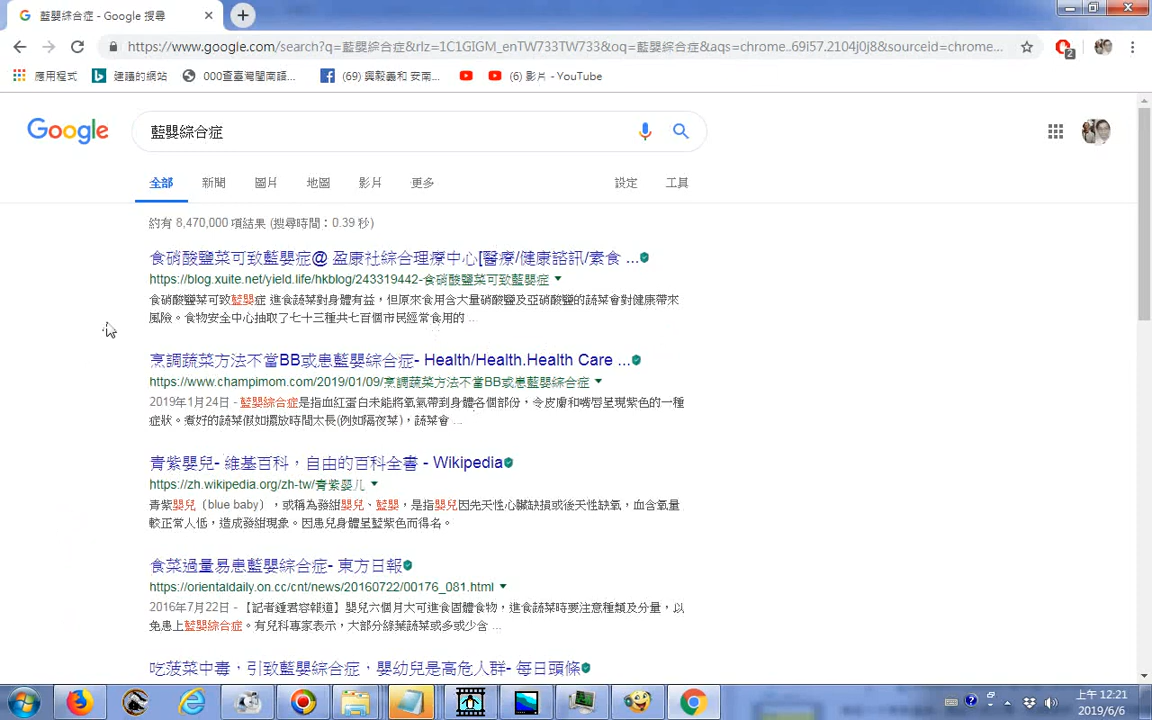 藍嬰綜合症 - Google 搜尋
https://www.google.com/search?q=藍嬰綜合症&rlz=1C1GIGM_enTW733TW733&oq=藍嬰綜合症&aqs=chrome..69i57.2104j0j8&sourceid=chrome...
2
應用程式
建議的網站
000查臺灣閩南語...
(69) 興毅義和 安南...
(6) 影片 - YouTube
Google
藍嬰綜合症
全部
新聞
圖片
地圖
影片
更多
設定
工具
約有 8,470,000 項結果 (搜尋時間：0.39 秒)
食硝酸鹽菜可致藍嬰症@ 盈康社綜合理療中心[醫療/健康諮訊/素食 ...
https://blog.xuite.net/yield.life/hkblog/243319442-食硝酸鹽菜可致藍嬰症
食硝酸鹽菜可致藍嬰症 進食蔬菜對身體有益，但原來食用含大量硝酸鹽及亞硝酸鹽的蔬菜會對健康帶來
風險。食物安全中心抽取了七十三種共七百個市民經常食用的 ...
烹調蔬菜方法不當BB或患藍嬰綜合症- Health/Health.Health Care ...
https://www.champimom.com/2019/01/09/烹調蔬菜方法不當BB或患藍嬰綜合症
2019年1月24日 - 藍嬰綜合症是指血紅蛋白未能將氧氣帶到身體各個部份，令皮膚和嘴唇呈現紫色的一種
症狀。煮好的蔬菜假如擺放時間太長(例如隔夜菜)，蔬菜會 ...
青紫嬰兒- 維基百科，自由的百科全書 - Wikipedia
https://zh.wikipedia.org/zh-tw/青紫婴儿
青紫嬰兒（blue baby），或稱為發紺嬰兒、藍嬰，是指嬰兒因先天性心臟缺損或後天性缺氧，血含氧量
較正常人低，造成發紺現象。因患兒身體呈藍紫色而得名。
食菜過量易患藍嬰綜合症- 東方日報
https://orientaldaily.on.cc/cnt/news/20160722/00176_081.html
2016年7月22日 - 【記者鍾君容報道】嬰兒六個月大可進食固體食物，進食蔬菜時要注意種類及分量，以
免患上藍嬰綜合症。有兒科專家表示，大部分綠葉蔬菜或多或少含 ...
吃菠菜中毒，引致藍嬰綜合症，嬰幼兒是高危人群- 每日頭條
上午 12:21
2019/6/6